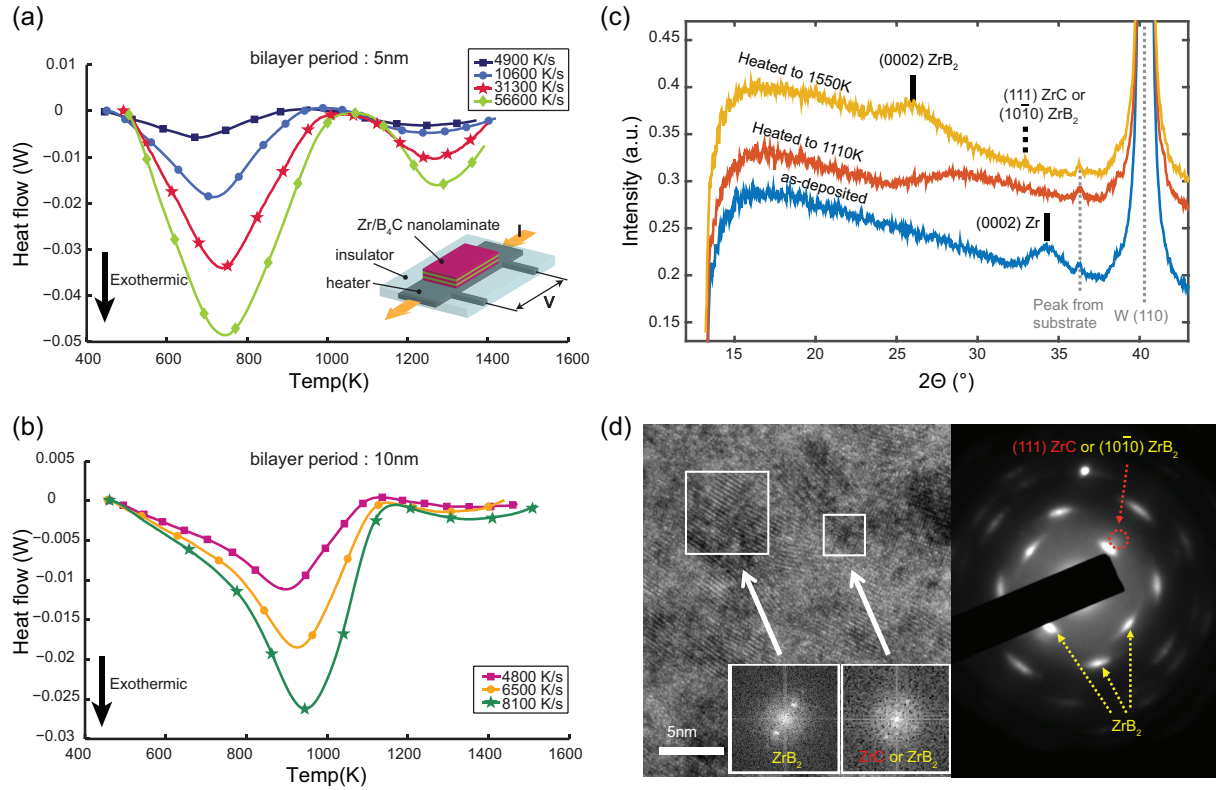 (a)
bilayer period : 5nm
4900 K/s
10600 K/s
31300 K/s
56600 K/s
0
−0.01
−0.02
−0.03
−0.04
−0.05
Heat flow (W)
Exothermic
Zr/B₄C nanolaminate
insulator
heater
I
V
400
600
800
1000
1200
1400
1600
Temp(K)
(b)
bilayer period : 10nm
0.005
0
−0.005
−0.01
−0.015
−0.02
−0.025
−0.03
Heat flow (W)
Exothermic
4800 K/s
6500 K/s
8100 K/s
400
600
800
1000
1200
1400
1600
Temp(K)
(c)
0.45
0.35
0.3
0.25
0.15
Intensity (a.u.)
Heated to 1550K
(0002) ZrB₂
(111) ZrC or
(101̅0) ZrB₂
Heated to 1110K
as-deposited
(0002) Zr
Peak from
substrate
W (110)
15
20
25
30
35
40
2Θ (°)
(d)
5nm
ZrB₂
ZrC or ZrB₂
(111) ZrC or (101̅0) ZrB₂
ZrB₂